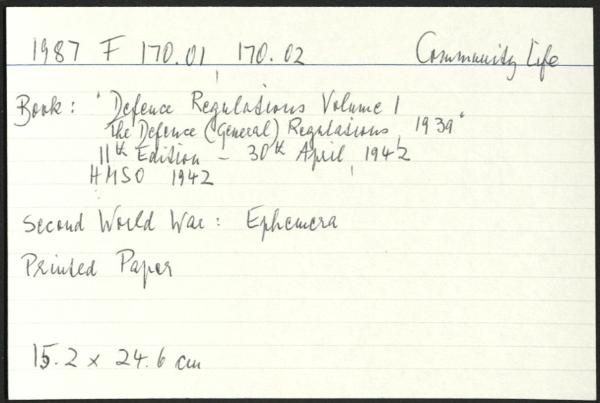 1987 F 170.01 170.02 Community Life
Book: "Defence Regulations Volume 1
The Defence (General) Regulations, 1939"
11th Edition - 30th April, 1942
HMSO 1942
Second World War: Ephemera
Printed Paper
15.2 x 24.6 cm